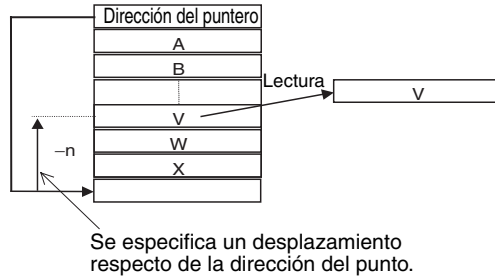 Dirección del puntero
A
B
Lectura
V
V
–n
W
X
Se especifica un desplazamiento
respecto de la dirección del punto.